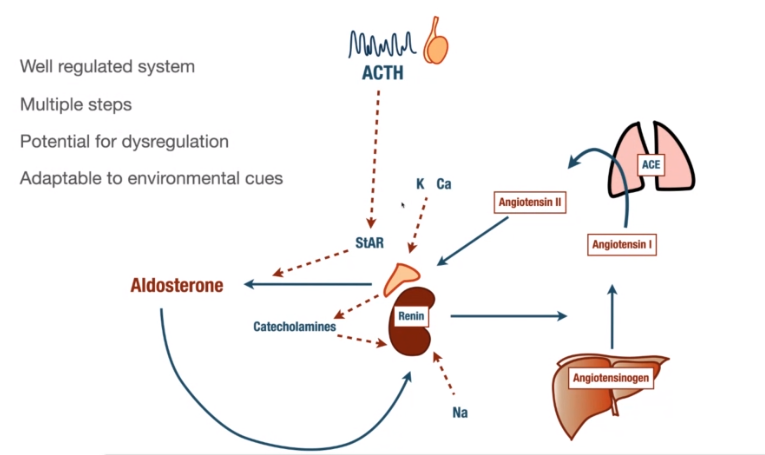 Well regulated system
Multiple steps
Potential for dysregulation
Adaptable to environmental cues
ACTH
K Ca
StAR
Aldosterone
Catecholamines
Renin
Na
ACE
Angiotensin II
Angiotensin I
Angiotensinogen